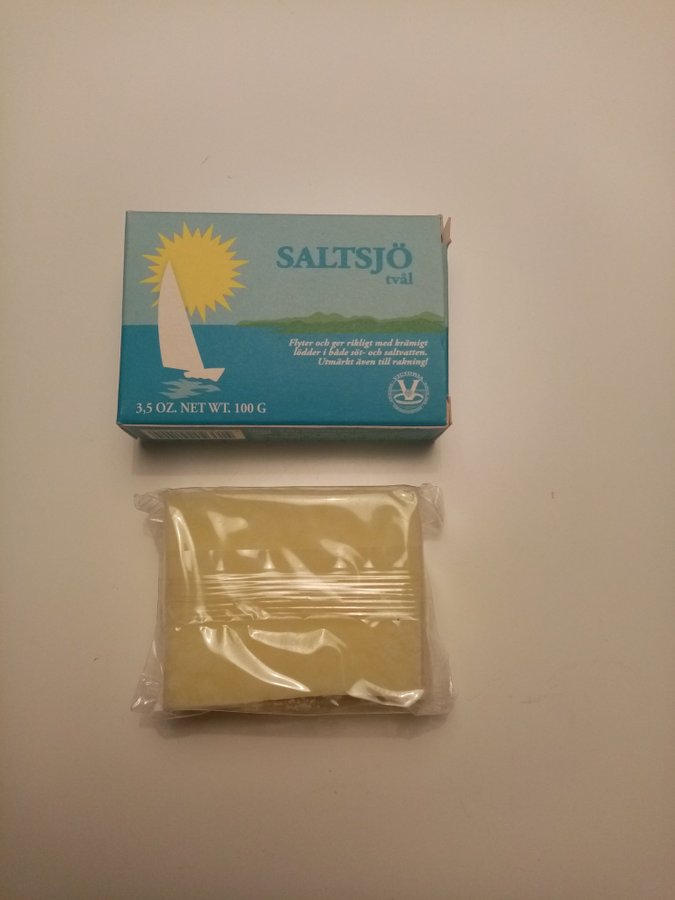 SALTSJÖ
tvål
Flyter och ger rikligt med krämigt
lödder i både söt- och saltvatten.
Utmärkt även till rakning!
3,5 OZ. NET WT. 100 G